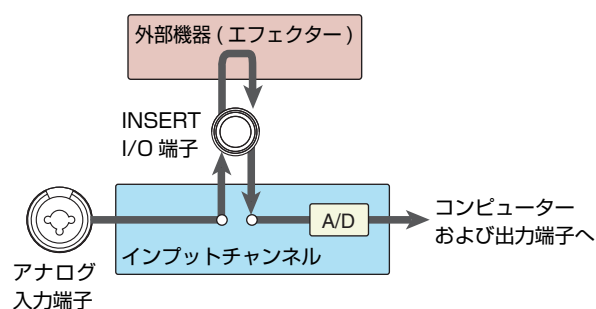 外部機器 ( エフェクター )
INSERT
I/O 端子
A/D
コンピューター
および出力端子へ
インプットチャンネル
アナログ
入力端子